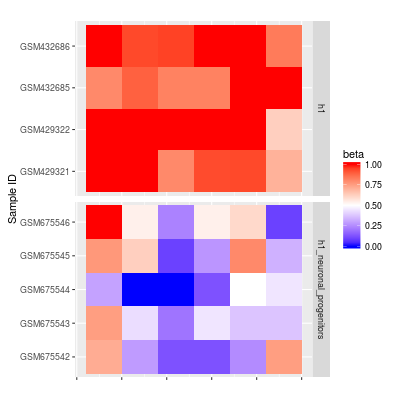 Sample ID
GSM432686
GSM432685
GSM429322
GSM429321
h1
GSM675546
GSM675545
GSM675544
GSM675543
GSM675542
h1_neuronal_progenitors
beta
1.00
0.75
0.50
0.25
0.00